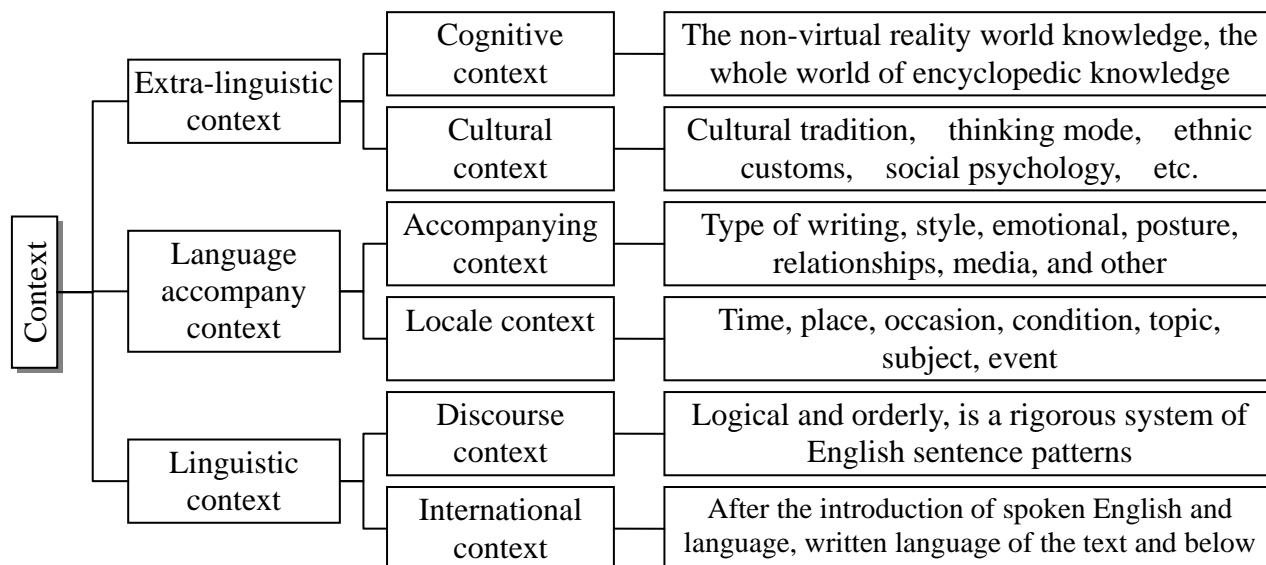 Context
Extra-linguistic
context
Cognitive
context
The non-virtual reality world knowledge, the
whole world of encyclopedic knowledge
Cultural
context
Cultural tradition, thinking mode, ethnic
customs, social psychology, etc.
Language
accompany
context
Accompanying
context
Type of writing, style, emotional, posture,
relationships, media, and other
Locale context
Time, place, occasion, condition, topic,
subject, event
Linguistic
context
Discourse
context
Logical and orderly, is a rigorous system of
English sentence patterns
International
context
After the introduction of spoken English and
language, written language of the text and below